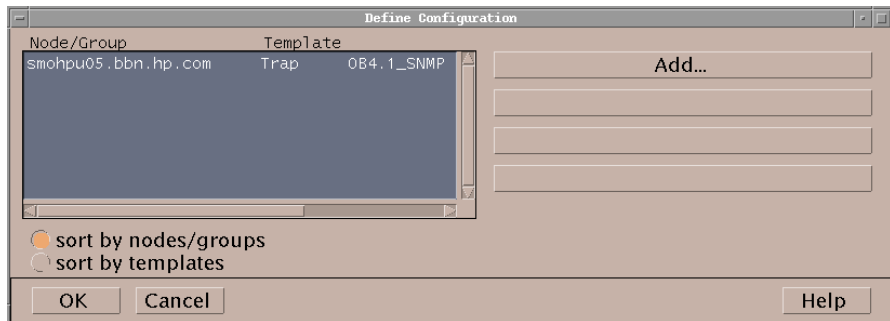 Define Configuration
Node/Group Template
smohpu05.bbn.hp.com Trap OB4.1_SNMP
Add...
sort by nodes/groups
sort by templates
OK Cancel Help